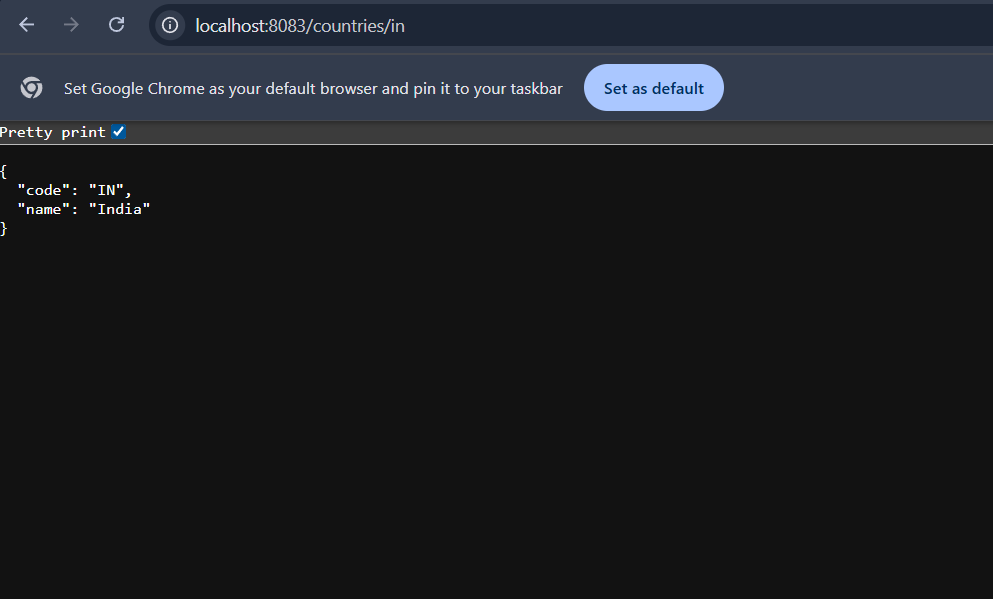 localhost:8083/countries/in
Set Google Chrome as your default browser and pin it to your taskbar Set as default
Pretty print
{
"code": "IN",
"name": "India"
}